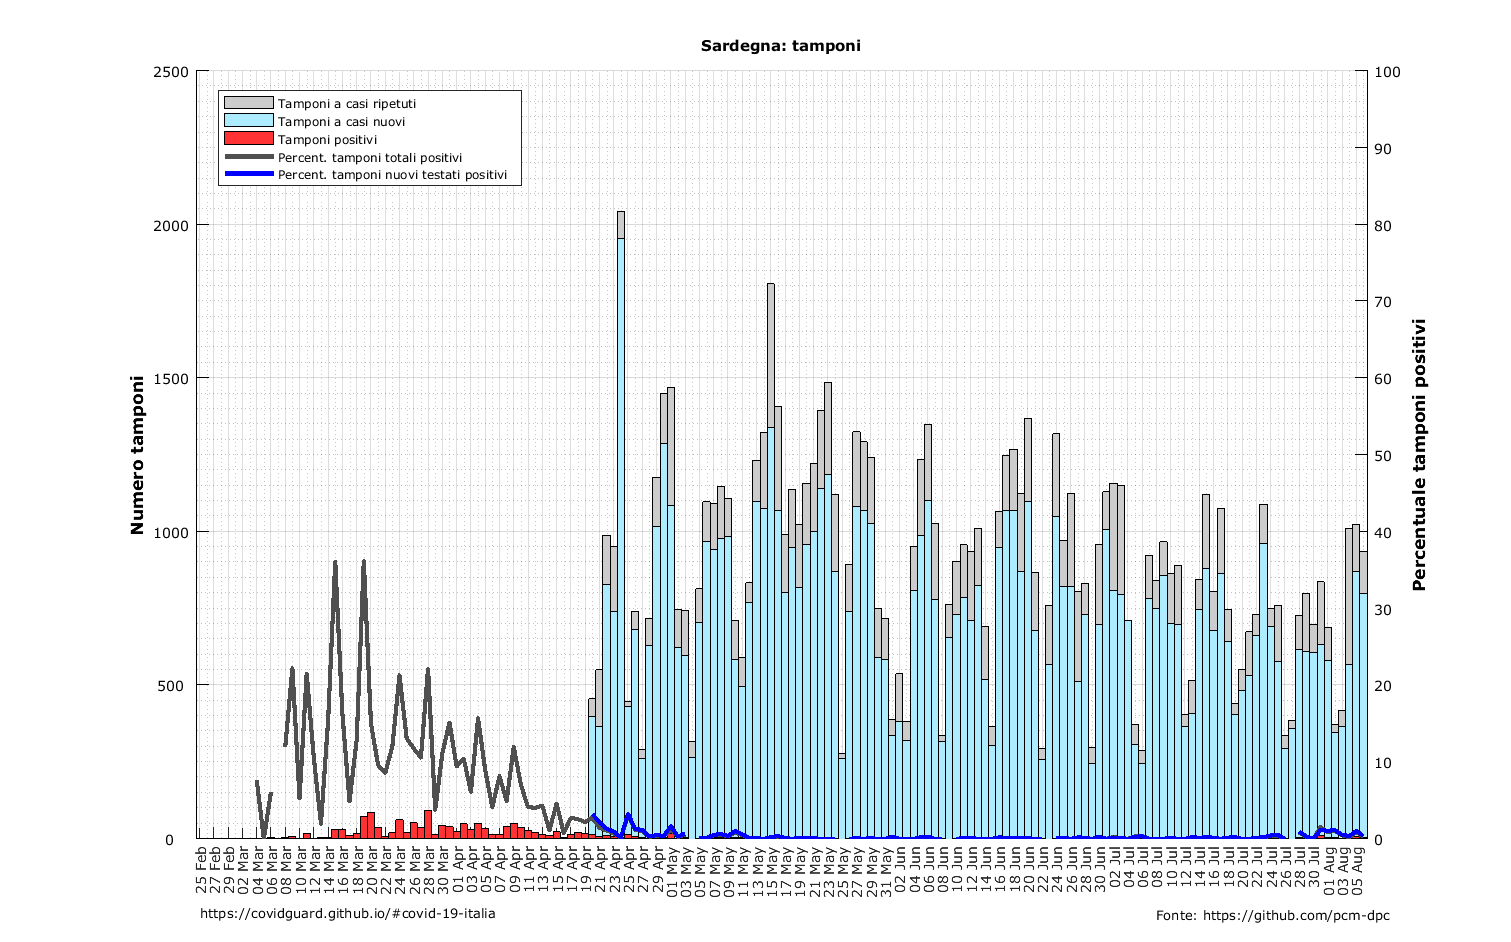 Sardegna: tamponi
2500
2000
1500
1000
500
0
100
90
80
70
60
50
40
30
20
10
0
Numero tamponi
Percentuale tamponi positivi
Tamponi a casi ripetuti
Tamponi a casi nuovi
Tamponi positivi
Percent. tamponi totali positivi
Percent. tamponi nuovi testati positivi
25 Feb
27 Feb
29 Feb
02 Mar
04 Mar
06 Mar
08 Mar
10 Mar
12 Mar
14 Mar
16 Mar
18 Mar
20 Mar
22 Mar
24 Mar
26 Mar
28 Mar
30 Mar
01 Apr
03 Apr
05 Apr
07 Apr
09 Apr
11 Apr
13 Apr
15 Apr
17 Apr
19 Apr
21 Apr
23 Apr
25 Apr
27 Apr
29 Apr
01 May
03 May
05 May
07 May
09 May
11 May
13 May
15 May
17 May
19 May
21 May
23 May
25 May
27 May
29 May
31 May
02 Jun
04 Jun
06 Jun
08 Jun
10 Jun
12 Jun
14 Jun
16 Jun
18 Jun
20 Jun
22 Jun
24 Jun
26 Jun
28 Jun
30 Jun
02 Jul
04 Jul
06 Jul
08 Jul
10 Jul
12 Jul
14 Jul
16 Jul
18 Jul
20 Jul
22 Jul
24 Jul
26 Jul
28 Jul
30 Jul
01 Aug
03 Aug
05 Aug
https://covidguard.github.io/#covid-19-italia
Fonte: https://github.com/pcm-dpc